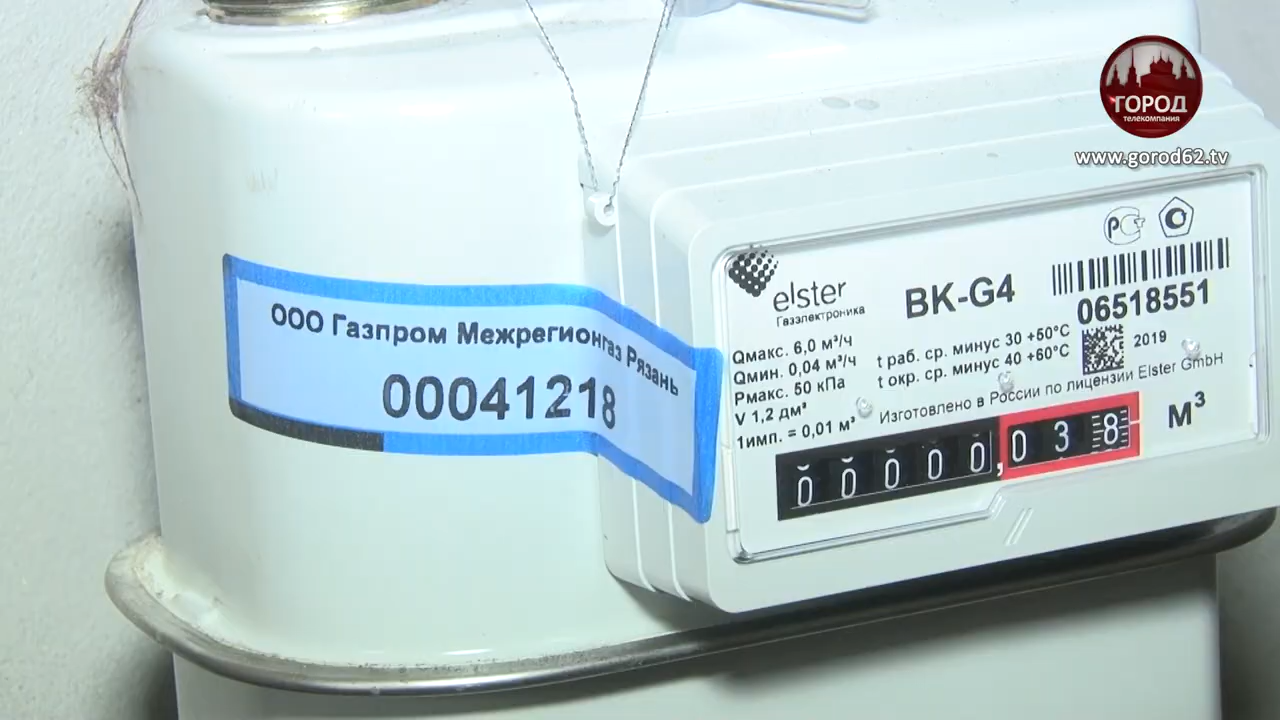 ГОРОД
телекомпания
www.gorod62.tv
ООО Газпром Межрегионгаз Рязань
00041218
elster
Газэлектроника
BK-G4
06518551
2019
Qмакс. 6,0 м³/ч
Qмин. 0,04 м³/ч
Pмакс. 50 кПа
V 1,2 дм³
1имп. = 0,01 м³
t раб. ср. минус 30 +50°C
t окр. ср. минус 40 +60°C
Изготовлено в России по лицензии Elster GmbH
00000,038 м³